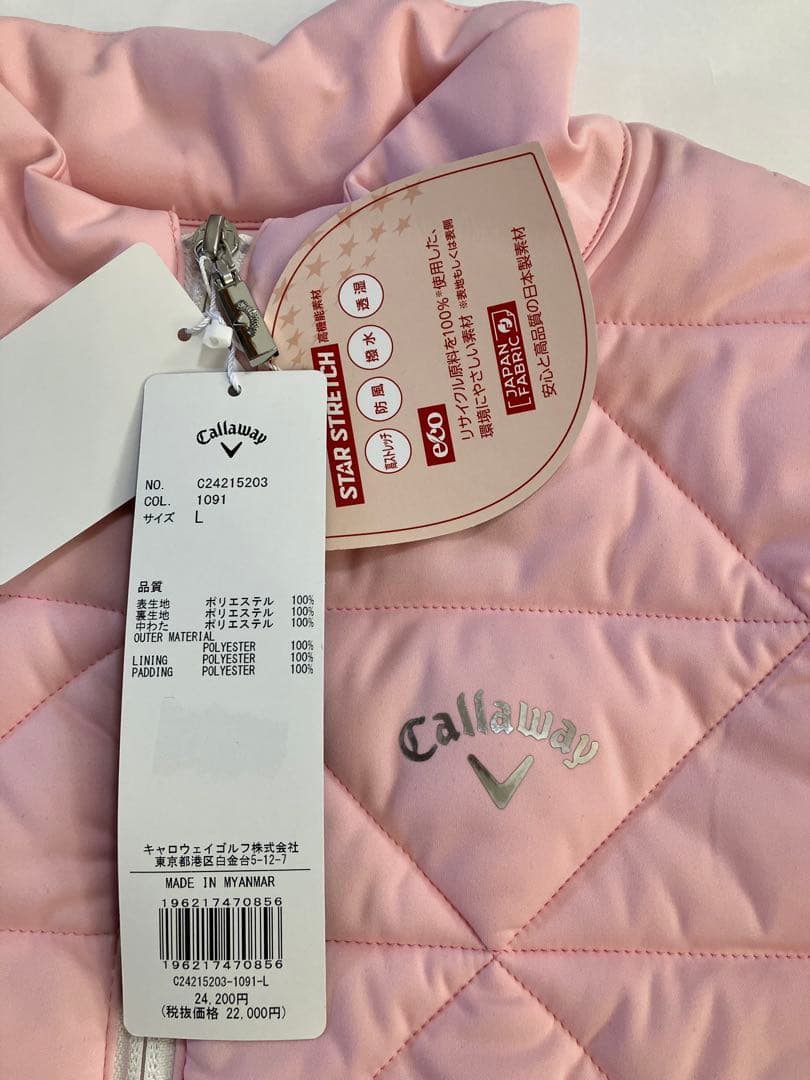 Callaway
NO. C24215203
COL. 1091
サイズ L
品質
表生地 ポリエステル 100%
裏生地 ポリエステル 100%
中わた ポリエステル 100%
OUTER MATERIAL
POLYESTER 100%
LINING POLYESTER 100%
PADDING POLYESTER 100%
キャロウェイゴルフ株式会社
東京都港区白金台5-12-7
MADE IN MYANMAR
196217470856
196217470856
C24215203-1091-L
24,200円
(税抜価格 22,000円)
STAR STRETCH 高機能素材
高ストレッチ 防風 撥水 透湿
eco
リサイクル原料を100%※使用した、
環境にやさしい素材 ※表地もしくは表側
JAPAN
FABRIC
安心と高品質の日本製素材
Callaway